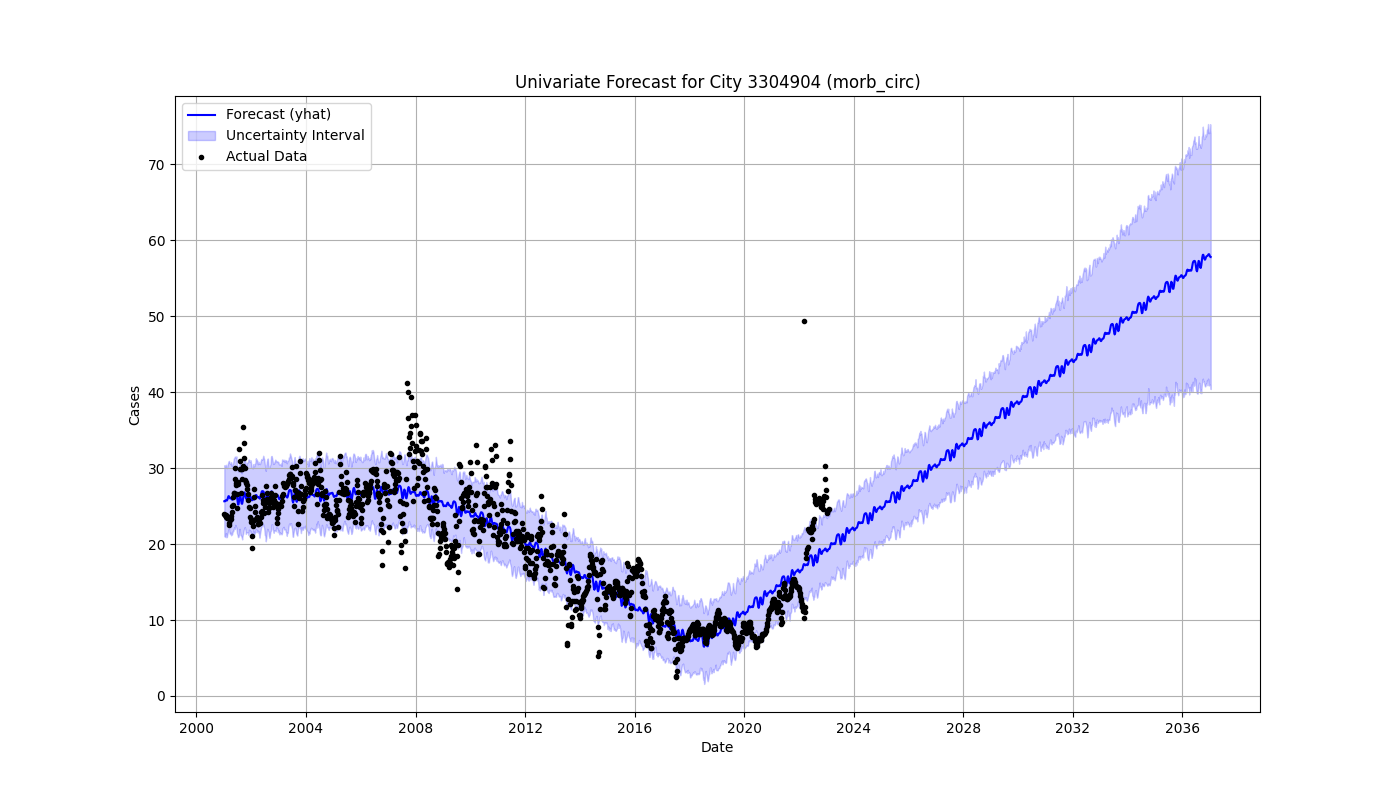 Univariate Forecast for City 3304904 (morb_circ)
Forecast (yhat)
Uncertainty Interval
Actual Data
70
60
50
40
30
20
10
0
Cases
2000 2004 2008 2012 2016 2020 2024 2028 2032 2036
Date